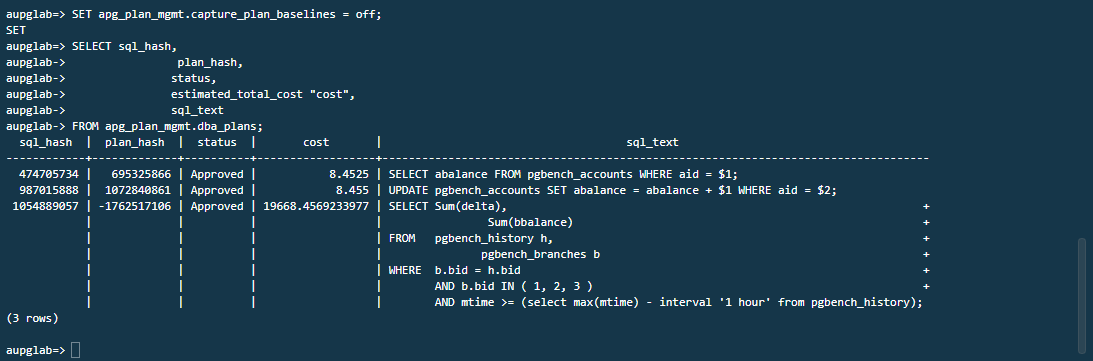 aupglab=> SET apg_plan_mgmt.capture_plan_baselines = off;
SET
aupglab=> SELECT sql_hash,
aupglab->                 plan_hash,
aupglab->                status,
aupglab->                estimated_total_cost "cost",
aupglab->                sql_text
aupglab-> FROM apg_plan_mgmt.dba_plans;
  sql_hash  |  plan_hash  |  status  |       cost       |                                     sql_text
------------+-------------+----------+------------------+----------------------------------------------------------------------------------
  474705734 |   695325866 | Approved |           8.4525 | SELECT abalance FROM pgbench_accounts WHERE aid = $1;
  987015888 |  1072840861 | Approved |            8.455 | UPDATE pgbench_accounts SET abalance = abalance + $1 WHERE aid = $2;
 1054889057 | -1762517106 | Approved | 19668.4569233977 | SELECT Sum(delta),                                                               +
            |             |          |                  |                Sum(bbalance)                                                     +
            |             |          |                  | FROM   pgbench_history h,                                                        +
            |             |          |                  |                   pgbench_branches b                                             +
            |             |          |                  | WHERE  b.bid = h.bid                                                             +
            |             |          |                  |        AND b.bid IN ( 1, 2, 3 )                                                  +
            |             |          |                  |        AND mtime >= (select max(mtime) - interval '1 hour' from pgbench_history);
(3 rows)
aupglab=>